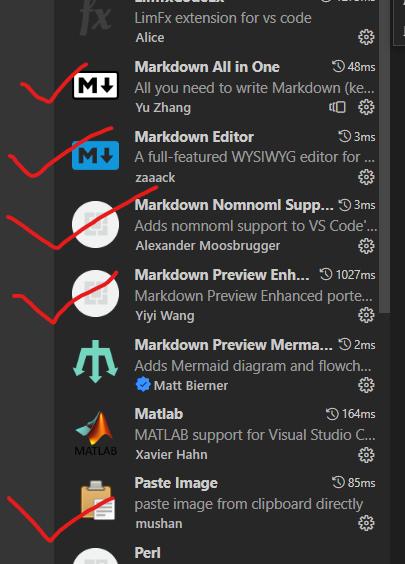 LimFx extension for vs code
Alice
Markdown All in One 48ms
All you need to write Markdown (ke...
Yu Zhang
M↓
Markdown Editor 3ms
A full-featured WYSIWYG editor for ...
zaaack
M↓
Markdown Nomnoml Supp... 3ms
Adds nomnoml support to VS Code'...
Alexander Moosbrugger
Markdown Preview Enh... 1027ms
Markdown Preview Enhanced porte...
Yiyi Wang
Markdown Preview Merma... 2ms
Adds Mermaid diagram and flowch...
Matt Bierner
Matlab 164ms
MATLAB support for Visual Studio C...
Xavier Hahn
MATLAB
Paste Image 85ms
paste image from clipboard directly
mushan
Perl